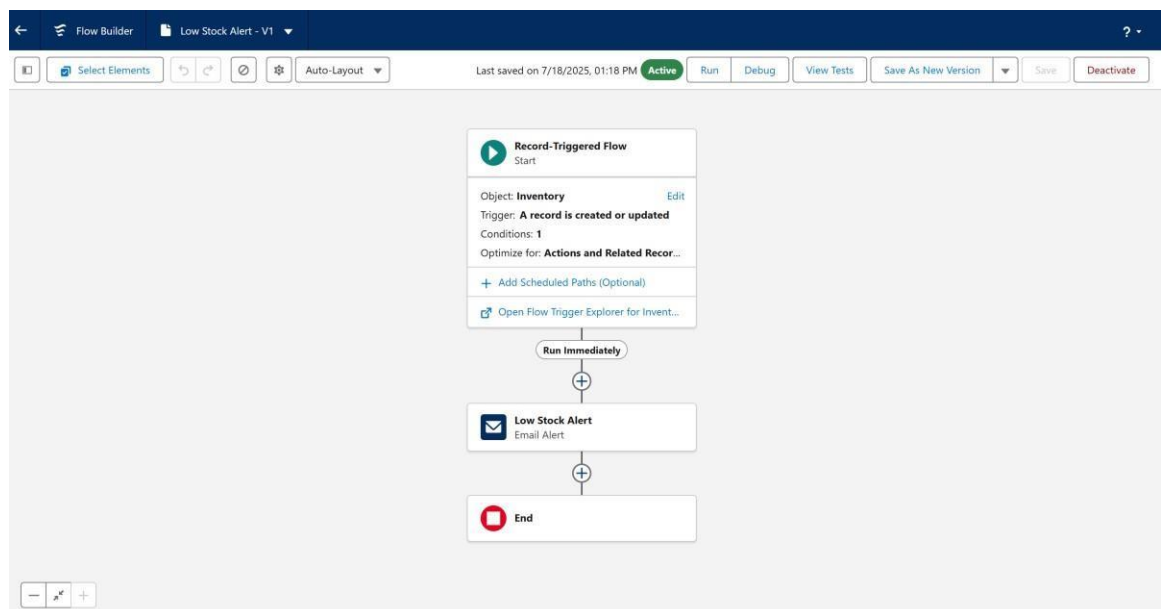 Flow Builder
Low Stock Alert - V1
?
Select Elements
Auto-Layout
Last saved on 7/18/2025, 01:18 PM
Active
Run
Debug
View Tests
Save As New Version
Save
Deactivate
Record-Triggered Flow
Start
Object: Inventory
Edit
Trigger: A record is created or updated
Conditions: 1
Optimize for: Actions and Related Recor...
+ Add Scheduled Paths (Optional)
Open Flow Trigger Explorer for Invent...
Run Immediately
Low Stock Alert
Email Alert
End